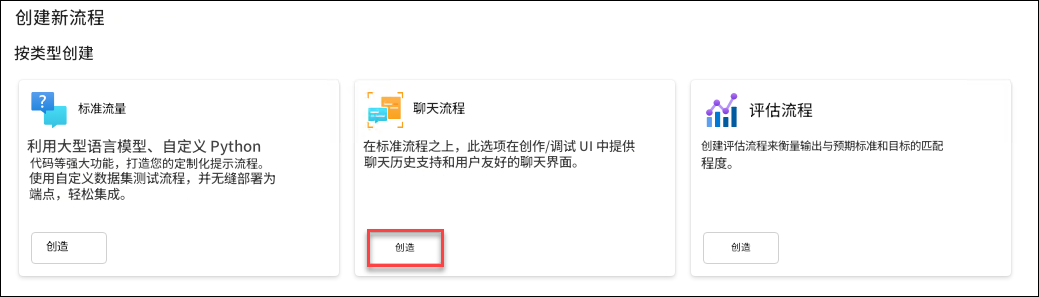 创建新流程
按类型创建
标准流量
利用大型语言模型、自定义 Python
代码等强大功能，打造您的定制化提示流程。
使用自定义数据集测试流程，并无缝部署为
端点，轻松集成。
创造
聊天流程
在标准流程之上，此选项在创作/调试 UI 中提供
聊天历史支持和用户友好的聊天界面。
创造
评估流程
创建评估流程来衡量输出与预期标准和目标的匹配
程度。
创造